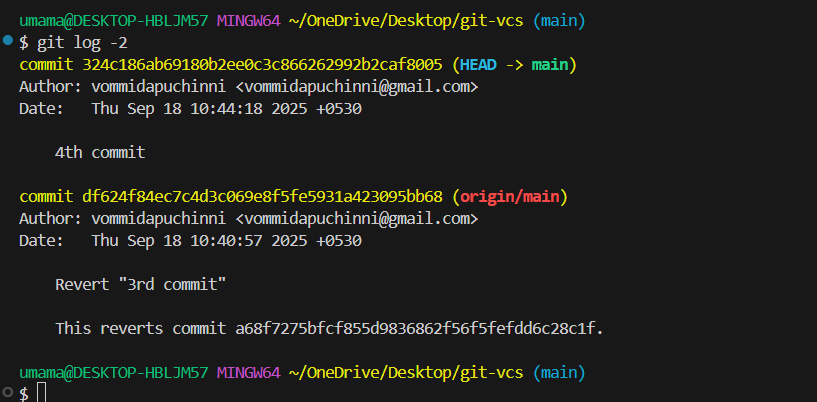 umama@DESKTOP-HBLJM57 MINGW64 ~/OneDrive/Desktop/git-vcs (main)
$ git log -2
commit 324c186ab69180b2ee0c3c866262992b2caf8005 (HEAD -> main)
Author: vommidapuchinni <vommidapuchinni@gmail.com>
Date:   Thu Sep 18 10:44:18 2025 +0530
    4th commit
commit df624f84ec7c4d3c069e8f5fe5931a423095bb68 (origin/main)
Author: vommidapuchinni <vommidapuchinni@gmail.com>
Date:   Thu Sep 18 10:40:57 2025 +0530
    Revert "3rd commit"
    This reverts commit a68f7275bfcf855d9836862f56f5fefdd6c28c1f.
umama@DESKTOP-HBLJM57 MINGW64 ~/OneDrive/Desktop/git-vcs (main)
$